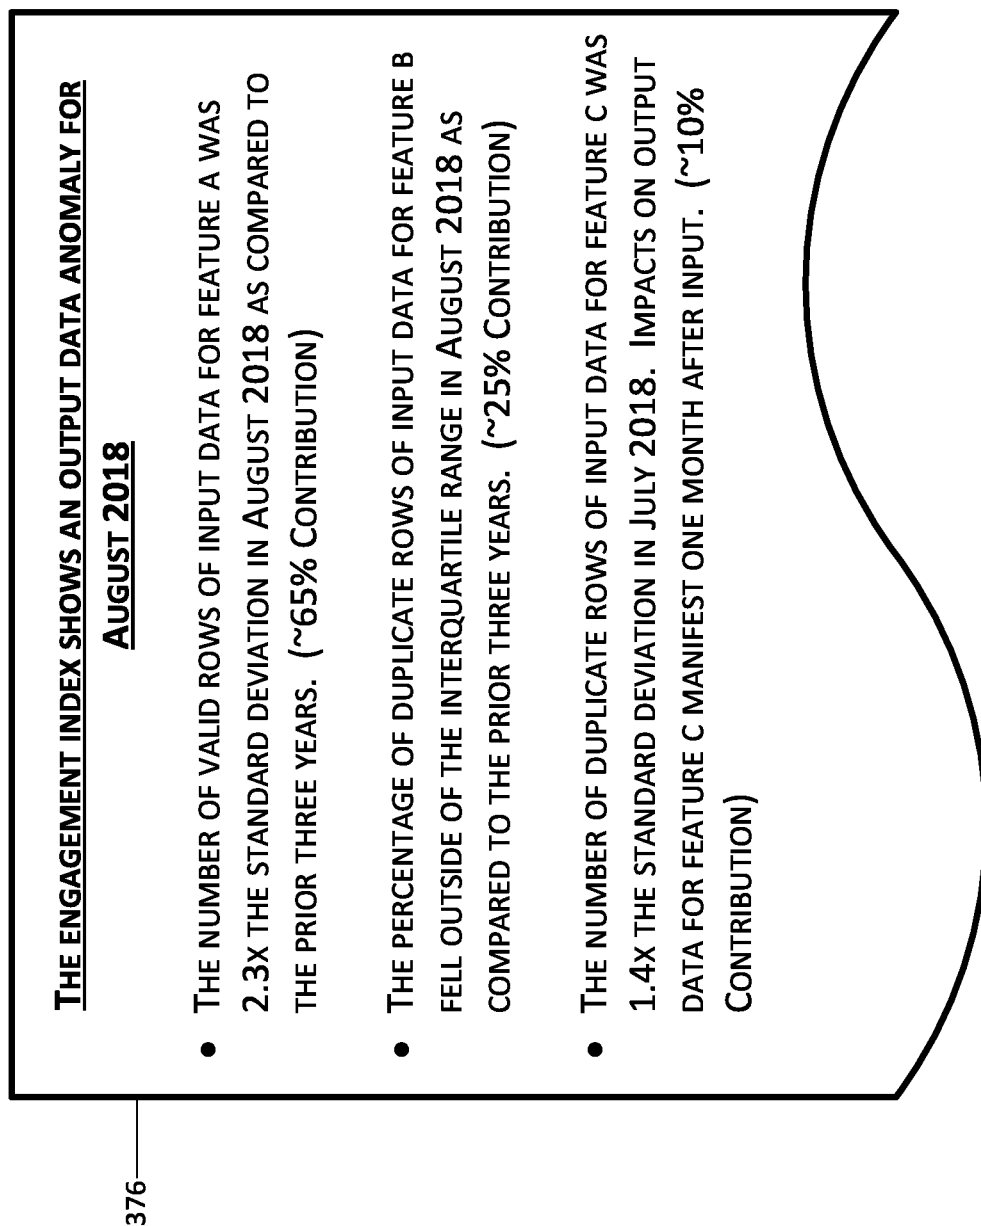 THE ENGAGEMENT INDEX SHOWS AN OUTPUT DATA ANOMALY FOR
AUGUST 2018
• THE NUMBER OF VALID ROWS OF INPUT DATA FOR FEATURE A WAS
2.3X THE STANDARD DEVIATION IN AUGUST 2018 AS COMPARED TO
THE PRIOR THREE YEARS. (~65% CONTRIBUTION)
• THE PERCENTAGE OF DUPLICATE ROWS OF INPUT DATA FOR FEATURE B
FELL OUTSIDE OF THE INTERQUARTILE RANGE IN AUGUST 2018 AS
COMPARED TO THE PRIOR THREE YEARS. (~25% CONTRIBUTION)
• THE NUMBER OF DUPLICATE ROWS OF INPUT DATA FOR FEATURE C WAS
1.4X THE STANDARD DEVIATION IN JULY 2018. IMPACTS ON OUTPUT
DATA FOR FEATURE C MANIFEST ONE MONTH AFTER INPUT. (~10%
CONTRIBUTION)
376